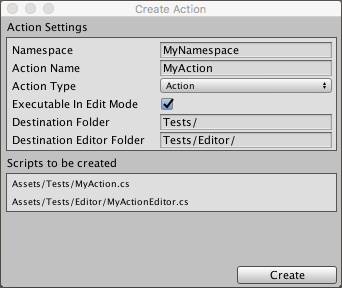 Create Action
Action Settings
Namespace MyNamespace
Action Name MyAction
Action Type Action
Executable In Edit Mode
Destination Folder Tests/
Destination Editor Folder Tests/Editor/
Scripts to be created
Assets/Tests/MyAction.cs
Assets/Tests/Editor/MyActionEditor.cs
Create